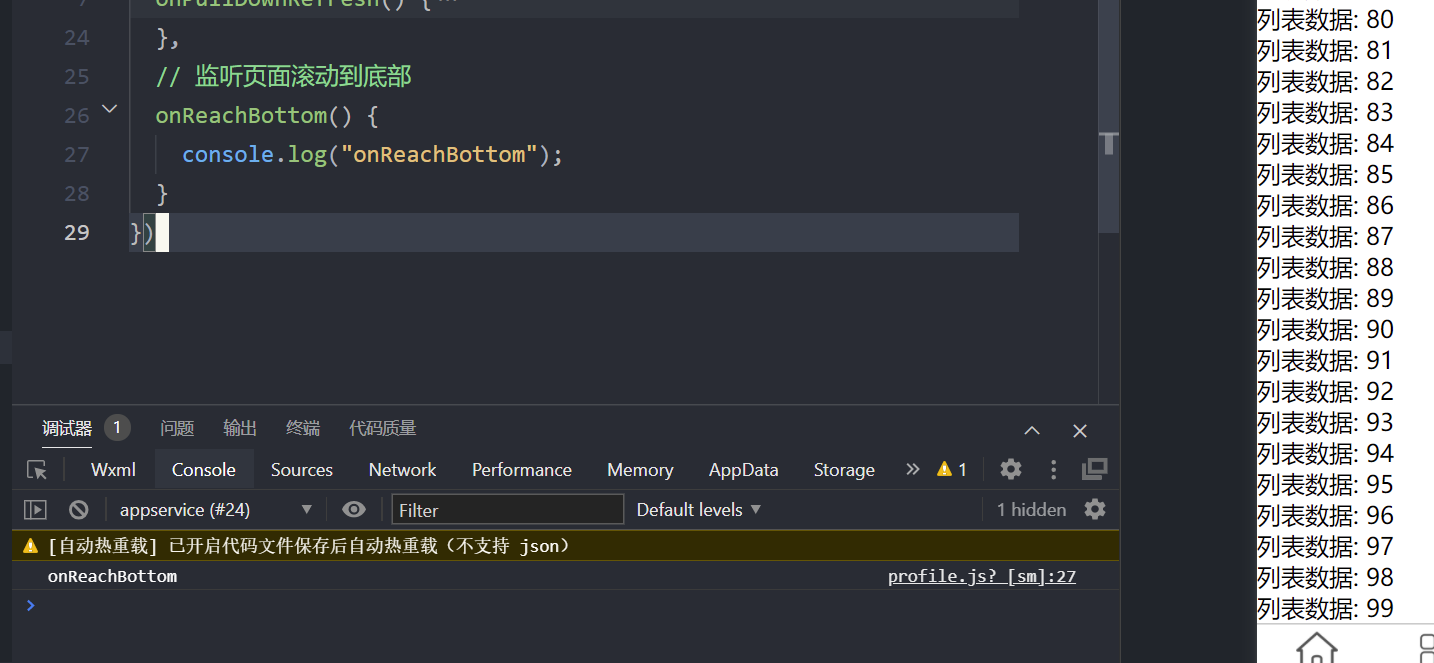 onPullDownRefresh() {…
24 },
25 // 监听页面滚动到底部
26 onReachBottom() {
27 console.log("onReachBottom");
28 }
29 })
调试器 1 问题 输出 终端 代码质量
Wxml Console Sources Network Performance Memory AppData Storage » 1
appservice (#24) ▼ Filter Default levels ▼ 1 hidden
[自动热重载] 已开启代码文件保存后自动热重载（不支持 json）
onReachBottom profile.js? [sm]:27
列表数据: 80
列表数据: 81
列表数据: 82
列表数据: 83
列表数据: 84
列表数据: 85
列表数据: 86
列表数据: 87
列表数据: 88
列表数据: 89
列表数据: 90
列表数据: 91
列表数据: 92
列表数据: 93
列表数据: 94
列表数据: 95
列表数据: 96
列表数据: 97
列表数据: 98
列表数据: 99